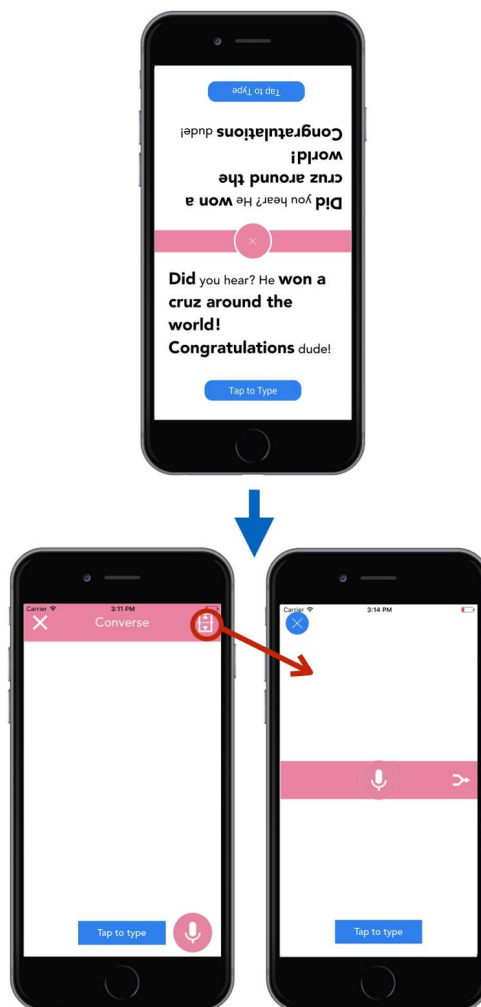 Tap to Type
Congratulations dude!
world!
cruz around the
Did you hear? He won a
Did you hear? He won a
cruz around the
world!
Congratulations dude!
Tap to Type
Carrier 3:11 PM
Converse
Tap to type
Carrier 3:14 PM
Tap to type